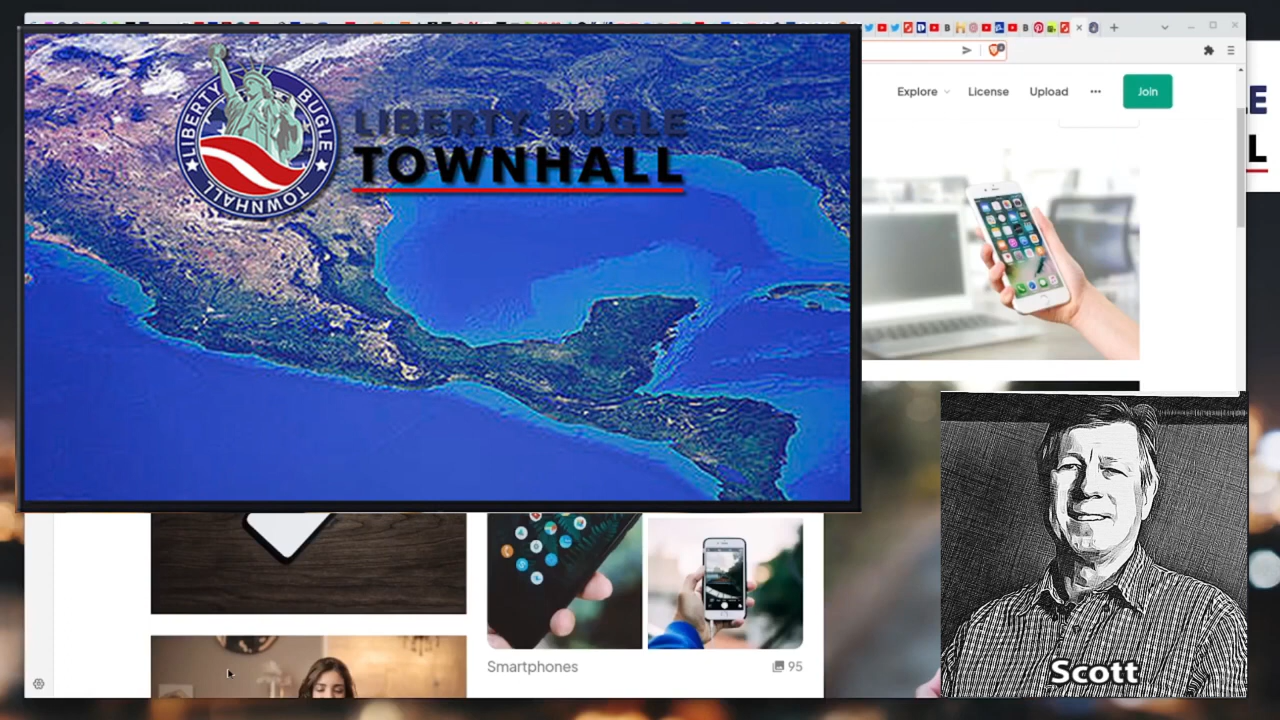 LIBERTY BUGLE
TOWNHALL
LIBERTY BUGLE
TOWNHALL
Explore
License
Upload
Join
E
L
Smartphones
95
Scott